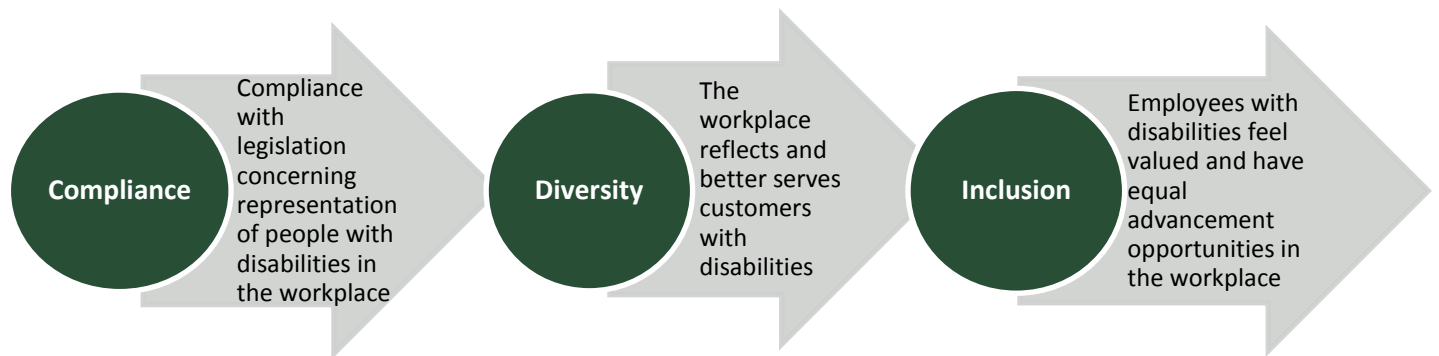 Compliance
Compliance
with
legislation
concerning
representation
of people with
disabilities in
the workplace
Diversity
The
workplace
reflects and
better serves
customers
with
disabilities
Inclusion
Employees with
disabilities feel
valued and have
equal
advancement
opportunities in
the workplace